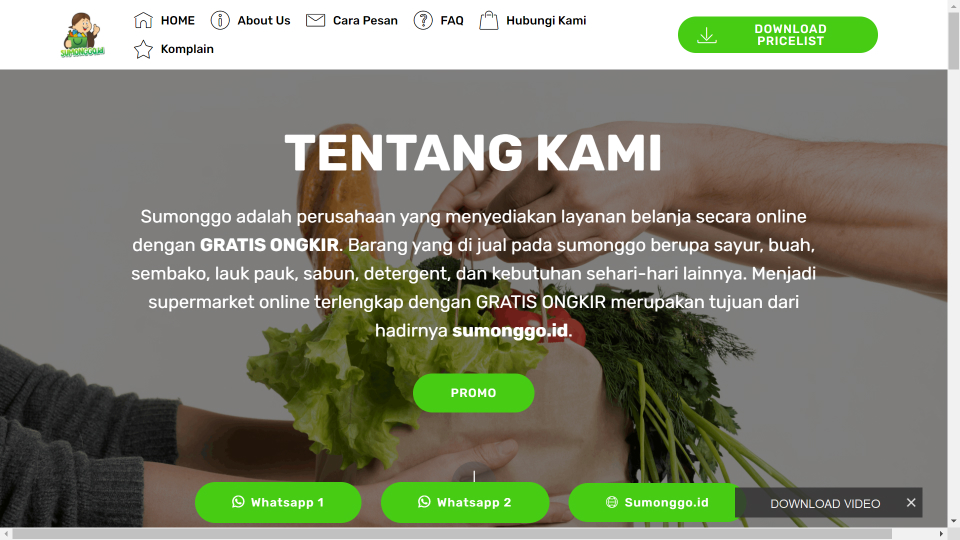 SUMONGGO.id
HOME
About Us
Cara Pesan
FAQ
Hubungi Kami
Komplain
DOWNLOAD
PRICELIST
TENTANG KAMI
Sumonggo adalah perusahaan yang menyediakan layanan belanja secara online
dengan GRATIS ONGKIR. Barang yang di jual pada sumonggo berupa sayur, buah,
sembako, lauk pauk, sabun, detergent, dan kebutuhan sehari-hari lainnya. Menjadi
supermarket online terlengkap dengan GRATIS ONGKIR merupakan tujuan dari
hadirnya sumonggo.id.
PROMO
Whatsapp 1
Whatsapp 2
Sumonggo.id
DOWNLOAD VIDEO